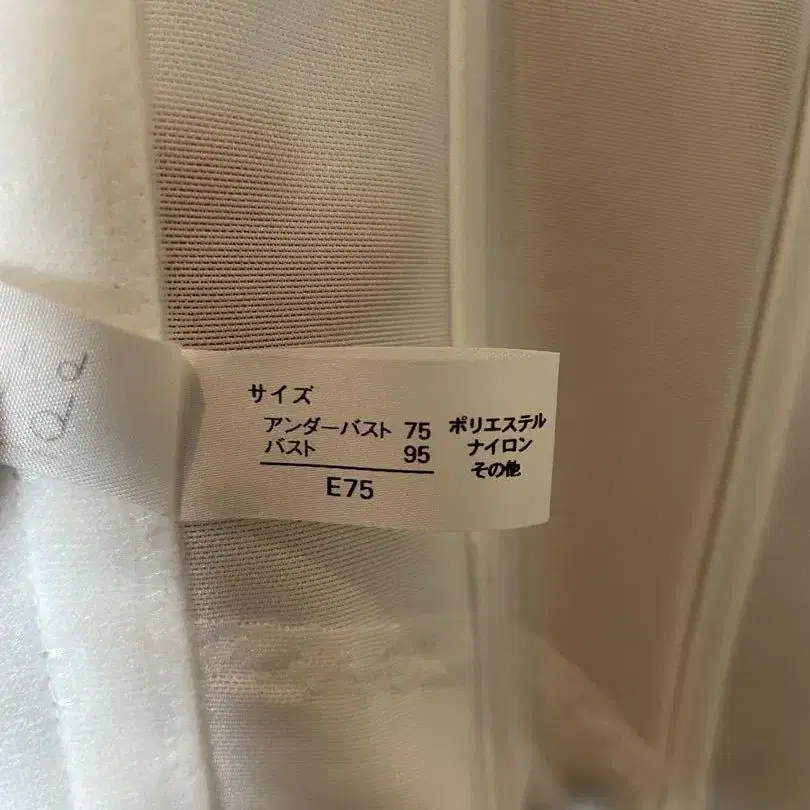 サイズ
アンダーバスト 75
バスト 95
E75
ポリエステル
ナイロン
その他